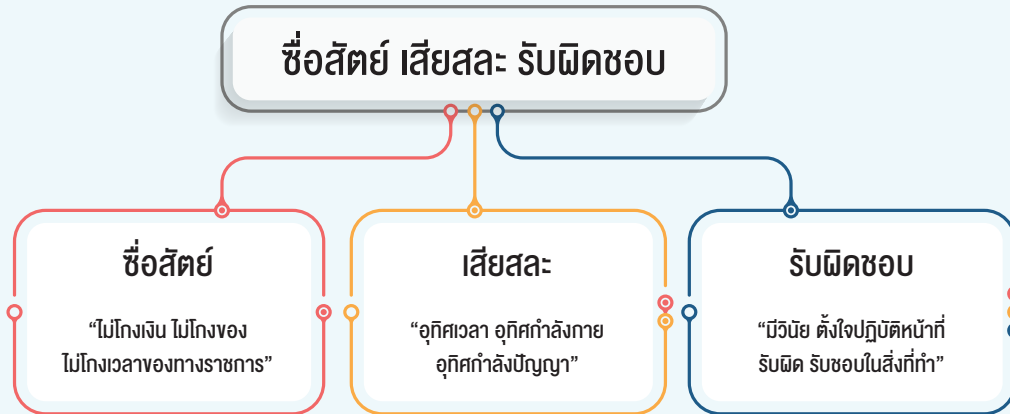 ซื่อสัตย์ เสียสละ รับผิดชอบ
ซื่อสัตย์
“ไม่โกงเงิน ไม่โกงของ
ไม่โกงเวลาของทางราชการ”
เสียสละ
“อุทิศเวลา อุทิศกำลังกาย
อุทิศกำลังปัญญา”
รับผิดชอบ
“มีวินัย ตั้งใจปฏิบัติหน้าที่
รับผิด รับชอบในสิ่งที่ทำ”